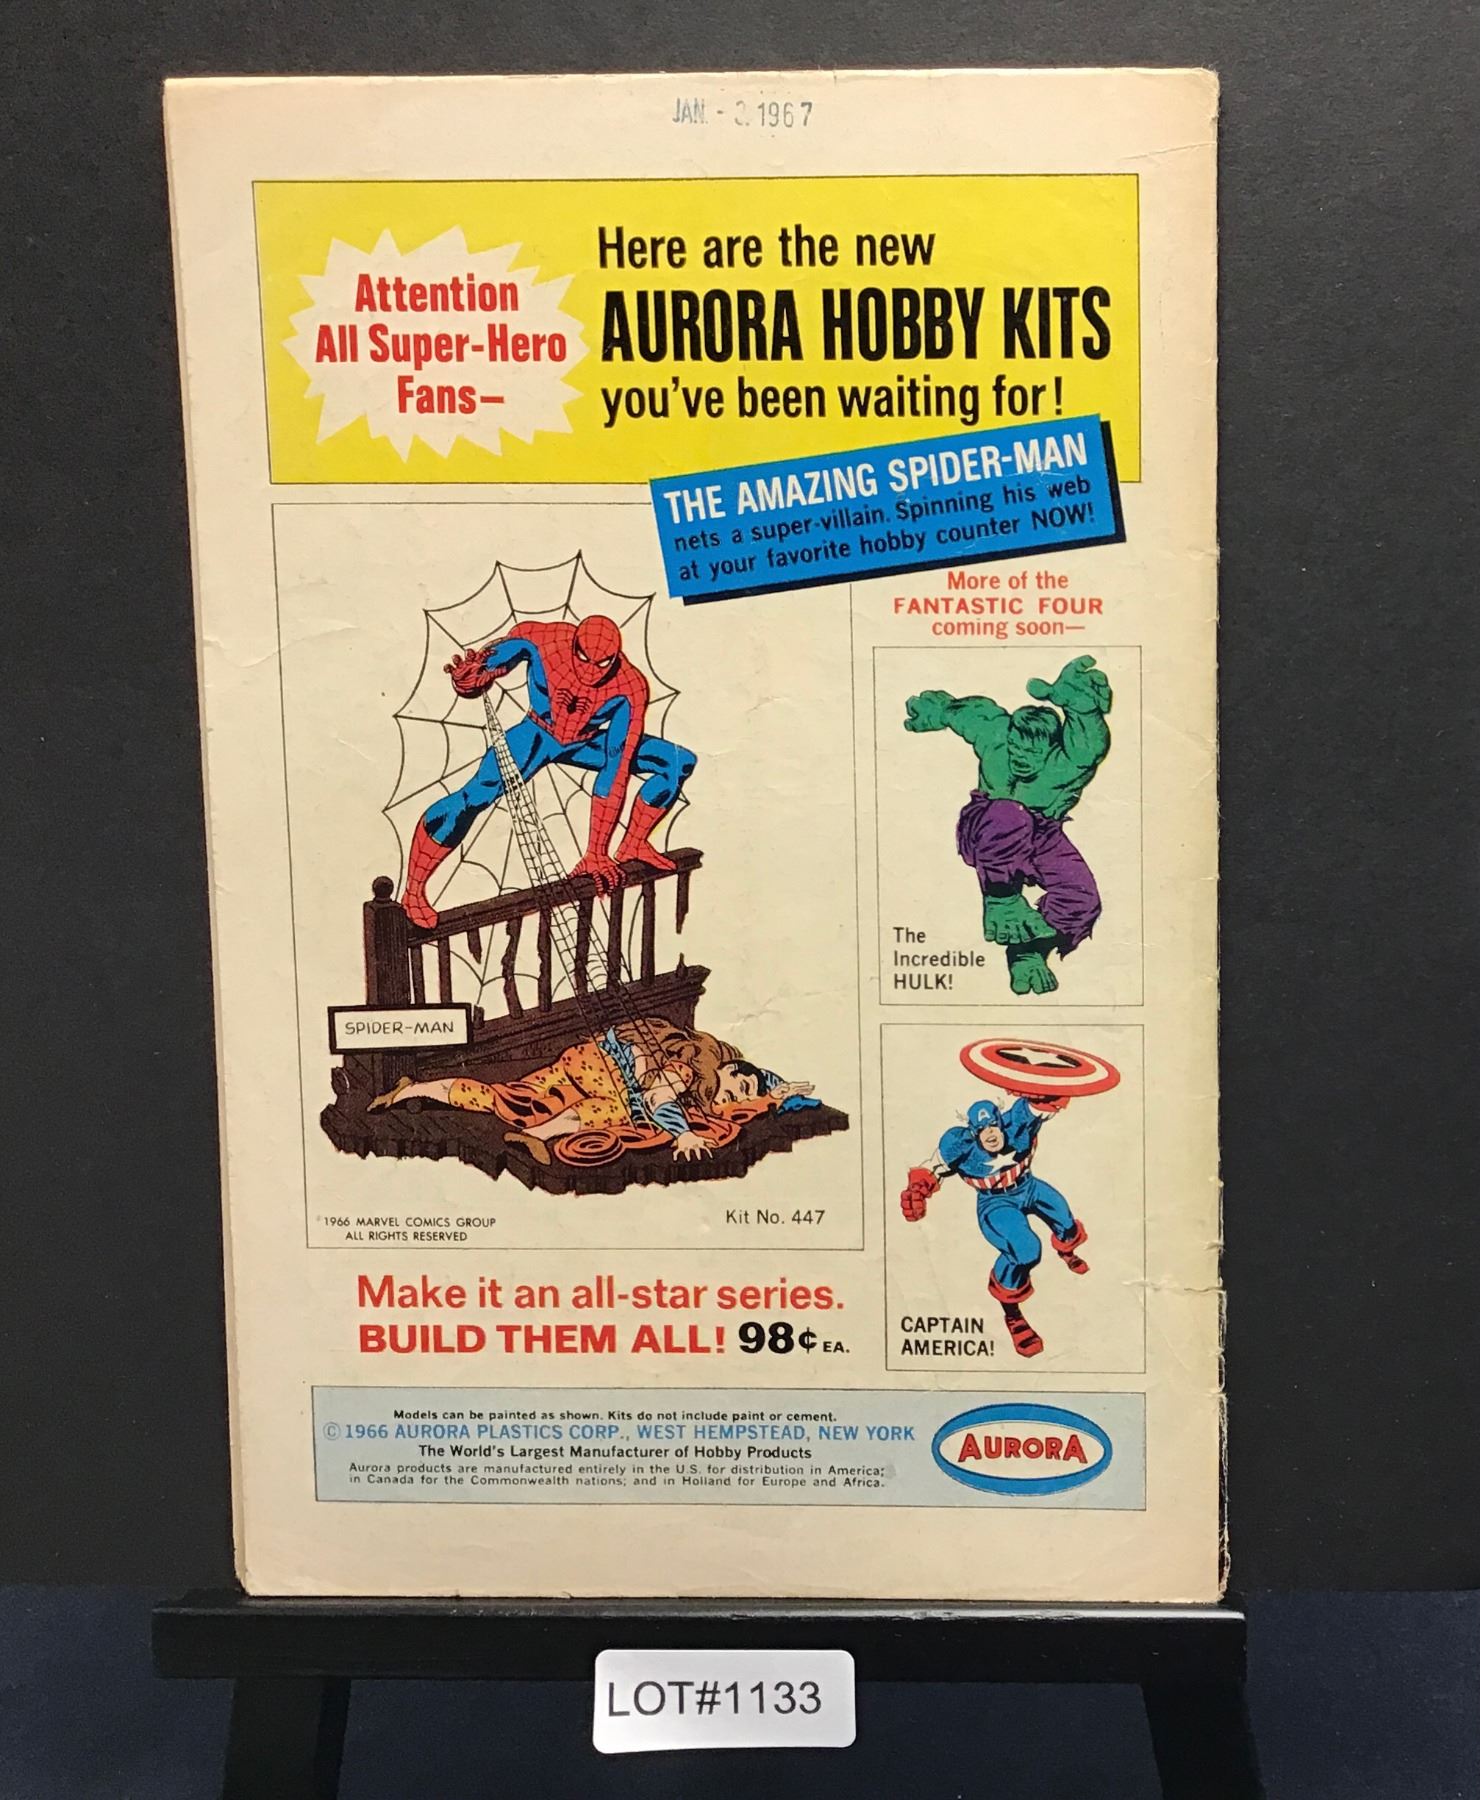 JAN. - 3. 1967
Attention
All Super-Hero
Fans—
Here are the new
AURORA HOBBY KITS
you've been waiting for!
THE AMAZING SPIDER-MAN
nets a super-villain. Spinning his web
at your favorite hobby counter NOW!
More of the
FANTASTIC FOUR
coming soon—
The
Incredible
HULK!
SPIDER-MAN
A
CAPTAIN
AMERICA!
©1966 MARVEL COMICS GROUP
ALL RIGHTS RESERVED
Kit No. 447
Make it an all-star series.
BUILD THEM ALL! 98¢ EA.
Models can be painted as shown. Kits do not include paint or cement.
© 1966 AURORA PLASTICS CORP., WEST HEMPSTEAD, NEW YORK
The World's Largest Manufacturer of Hobby Products
Aurora products are manufactured entirely in the U.S. for distribution in America;
in Canada for the Commonwealth nations; and in Holland for Europe and Africa.
AURORA
LOT#1133